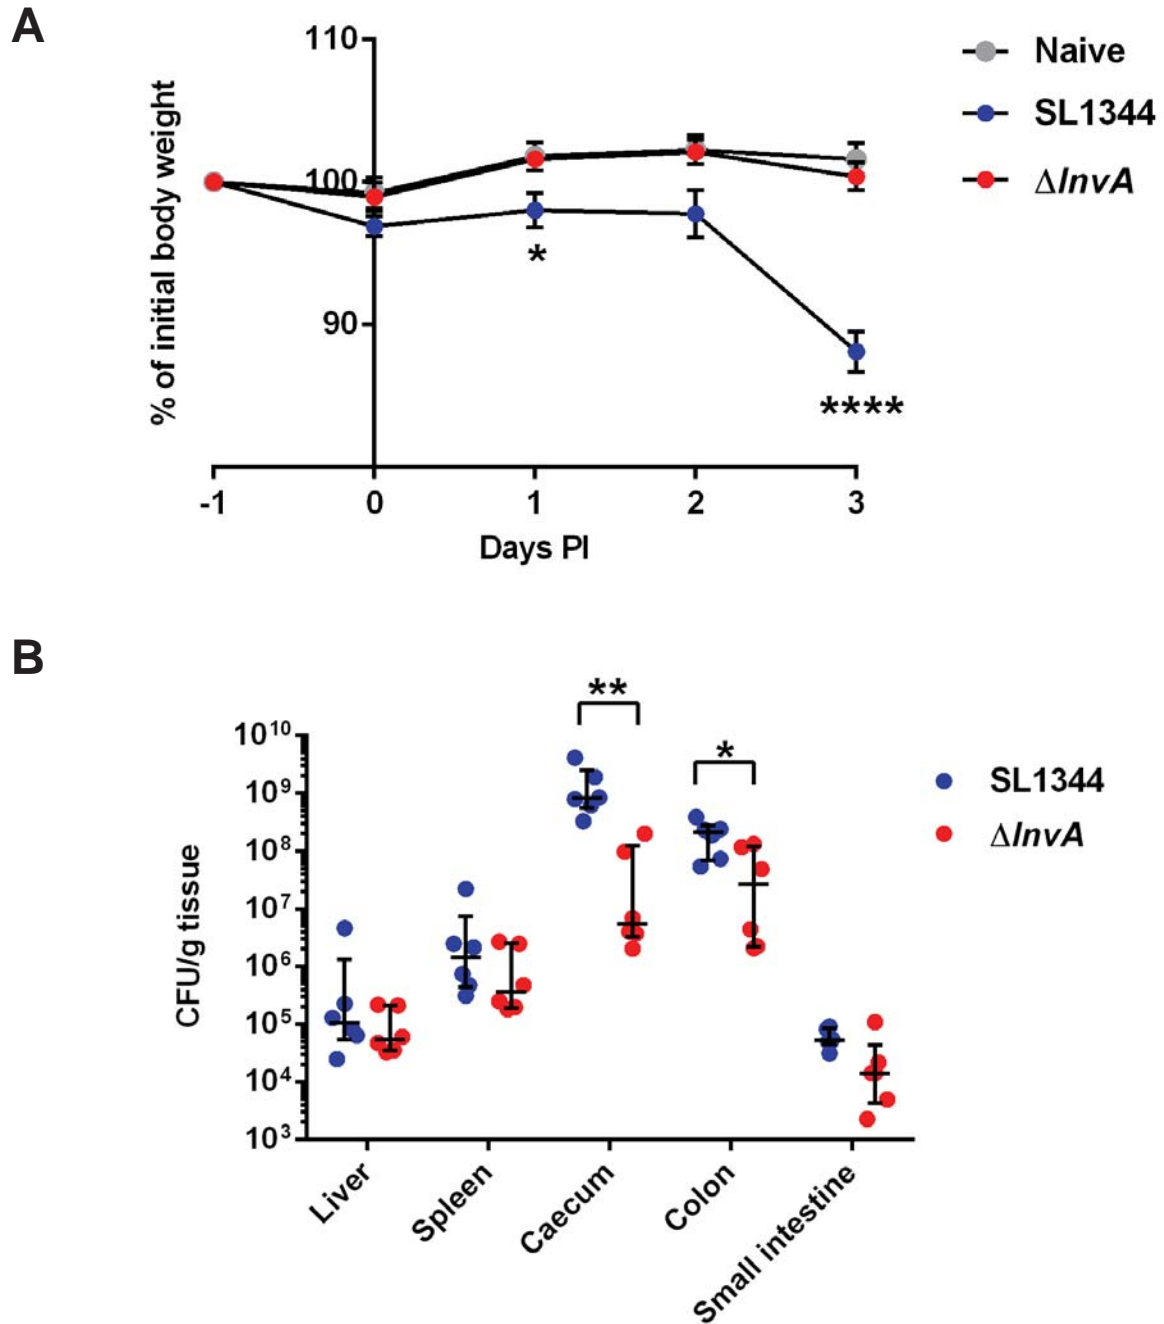 A
110
100
90
% of initial body weight
-1 0 1 2 3
Days PI
*
****
Naive
SL1344
ΔInvA
B
10¹⁰
10⁹
10⁸
10⁷
10⁶
10⁵
10⁴
10³
CFU/g tissue
**
*
Liver
Spleen
Caecum
Colon
Small intestine
SL1344
ΔInvA